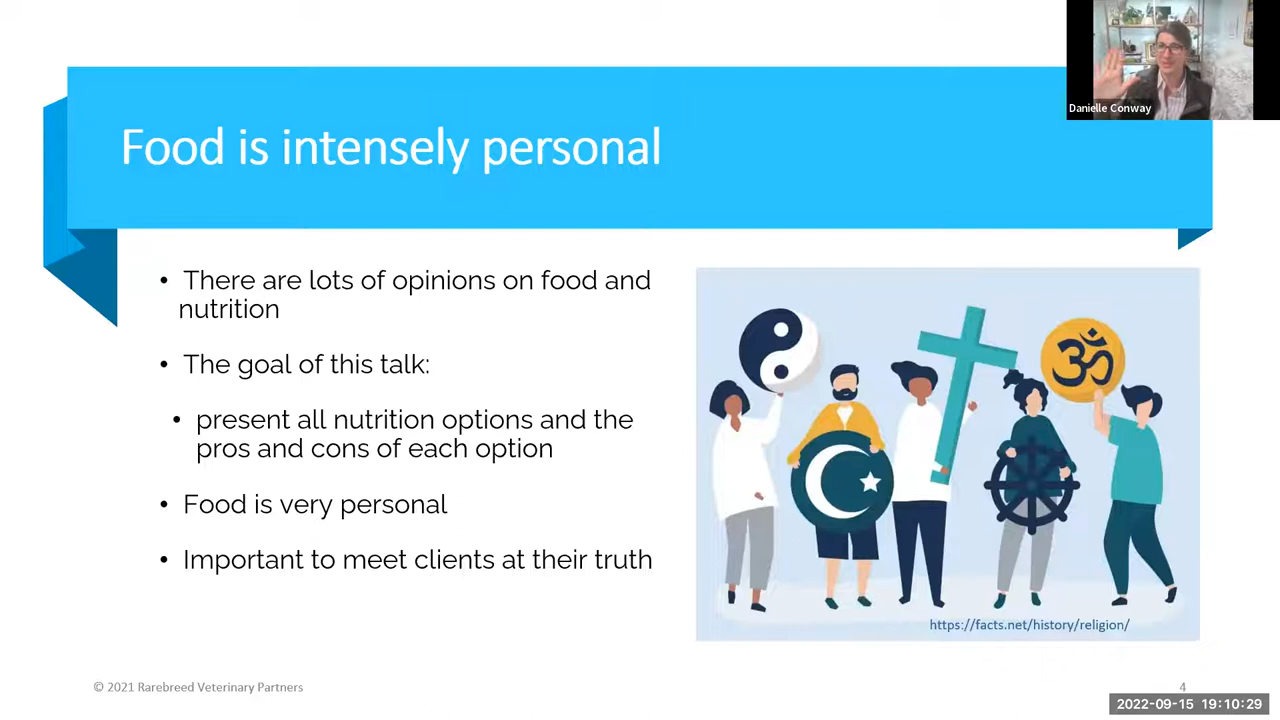 Danielle Conway
Food is intensely personal
• There are lots of opinions on food and
nutrition
• The goal of this talk:
• present all nutrition options and the
pros and cons of each option
• Food is very personal
• Important to meet clients at their truth
ॐ
https://facts.net/history/religion/
© 2021 Rarebreed Veterinary Partners
4
2022-09-15 19:10:29